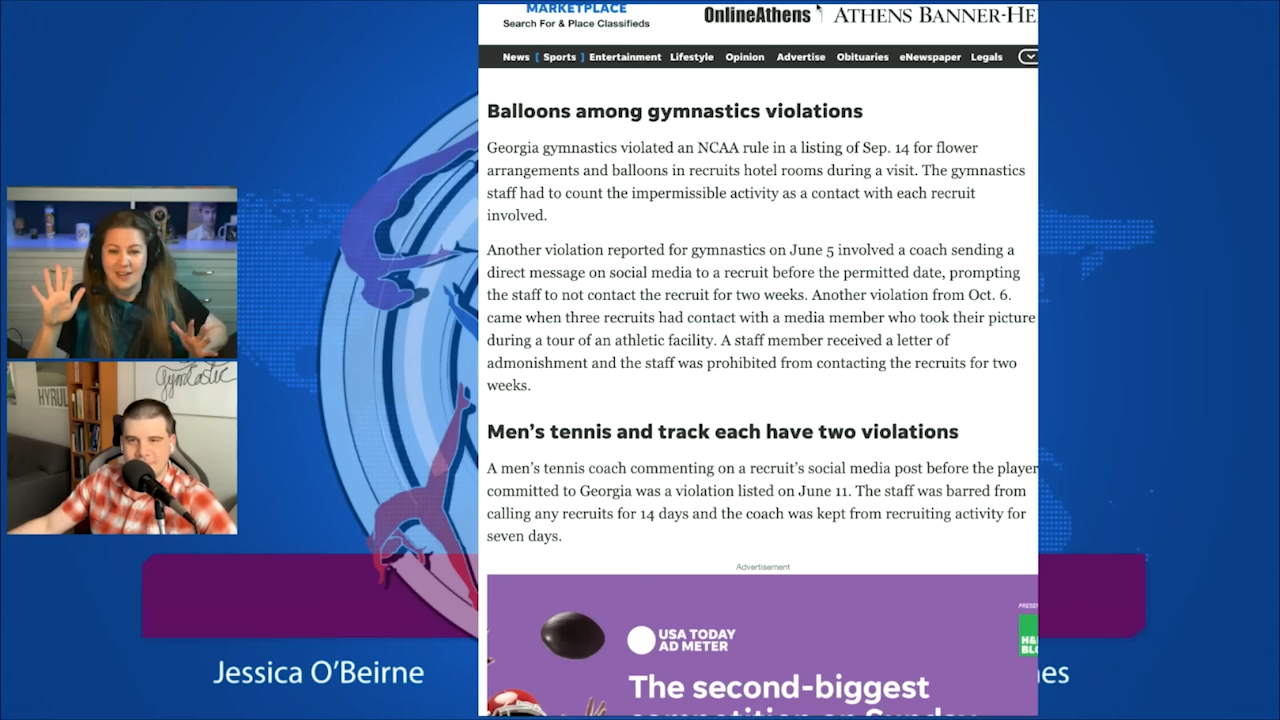 MARKETPLACE
Search For & Place Classifieds
OnlineAthens
ATHENS BANNER-HE
News [ Sports ] Entertainment Lifestyle Opinion Advertise Obituaries eNewspaper Legals
Balloons among gymnastics violations
Georgia gymnastics violated an NCAA rule in a listing of Sep. 14 for flower
arrangements and balloons in recruits hotel rooms during a visit. The gymnastics
staff had to count the impermissible activity as a contact with each recruit
involved.
Another violation reported for gymnastics on June 5 involved a coach sending a
direct message on social media to a recruit before the permitted date, prompting
the staff to not contact the recruit for two weeks. Another violation from Oct. 6.
came when three recruits had contact with a media member who took their picture
during a tour of an athletic facility. A staff member received a letter of
admonishment and the staff was prohibited from contacting the recruits for two
weeks.
Men's tennis and track each have two violations
A men's tennis coach commenting on a recruit's social media post before the player
committed to Georgia was a violation listed on June 11. The staff was barred from
calling any recruits for 14 days and the coach was kept from recruiting activity for
seven days.
Advertisement
PRESEN
USA TODAY
AD METER
H&
BLO
The second-biggest
competition on Sunday
HYRUL
gymtastic
Jessica O'Beirne
nes